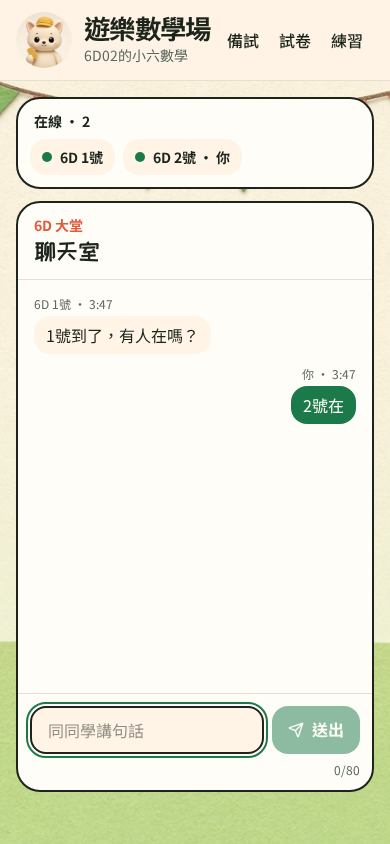 遊樂數學場
6D02的小六數學
備試
試卷
練習
在線 · 2
6D 1號
6D 2號 · 你
6D 大堂
聊天室
6D 1號 · 3:47
1號到了，有人在嗎？
你 · 3:47
2號在
同同學講句話
送出
0/80